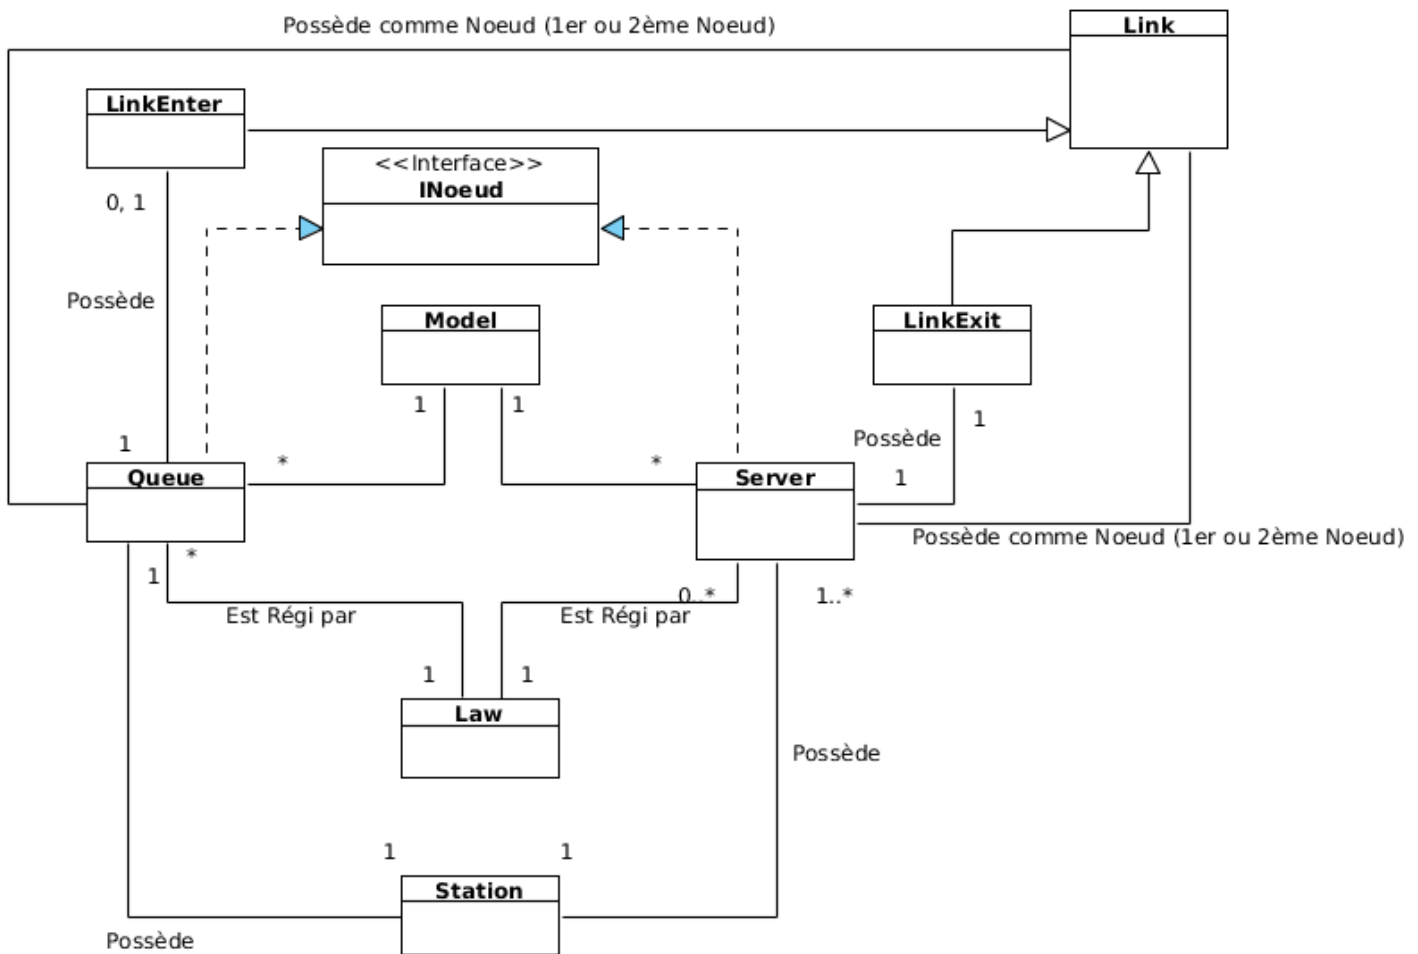 Possède comme Noeud (1er ou 2ème Noeud)
Link
LinkEnter
<<Interface>>
INoeud
0, 1
Possède
Model
LinkExit
1
1
1
Possède
1
*
*
1
Queue
Server
Possède comme Noeud (1er ou 2ème Noeud)
*
1
0..*
1..*
Est Régi par
Est Régi par
1
1
Law
Possède
1
1
Station
Possède